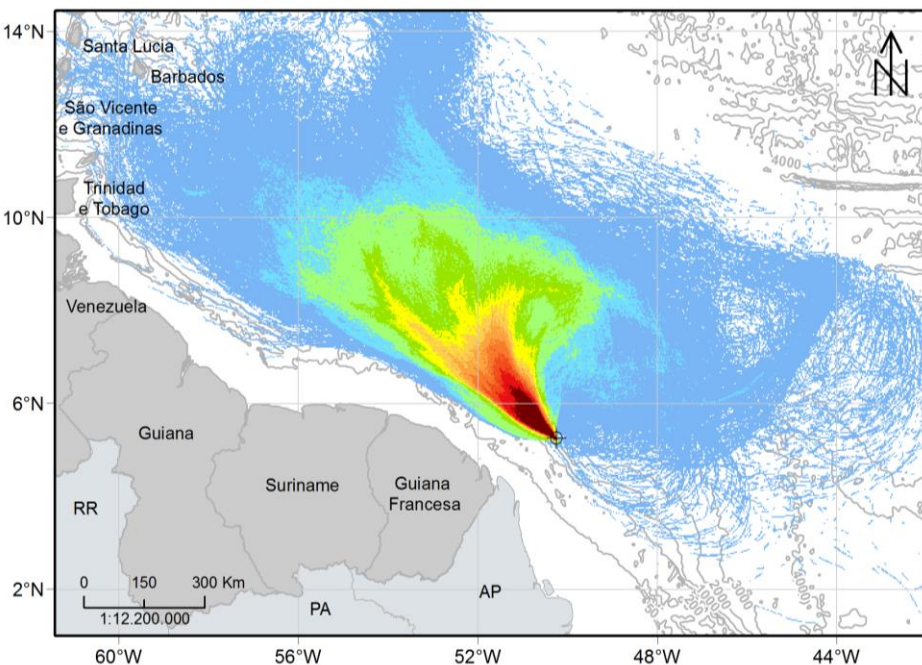 14°N
Santa Lucia
Barbados
São Vicente
e Granadinas
N
4000
Trinidad
e Tobago
10°N
Venezuela
6°N
Guiana
Suriname
Guiana
Francesa
RR
0 150 300 Km
1:12.200.000
2°N
PA
AP
60°W 56°W 52°W 48°W 44°W